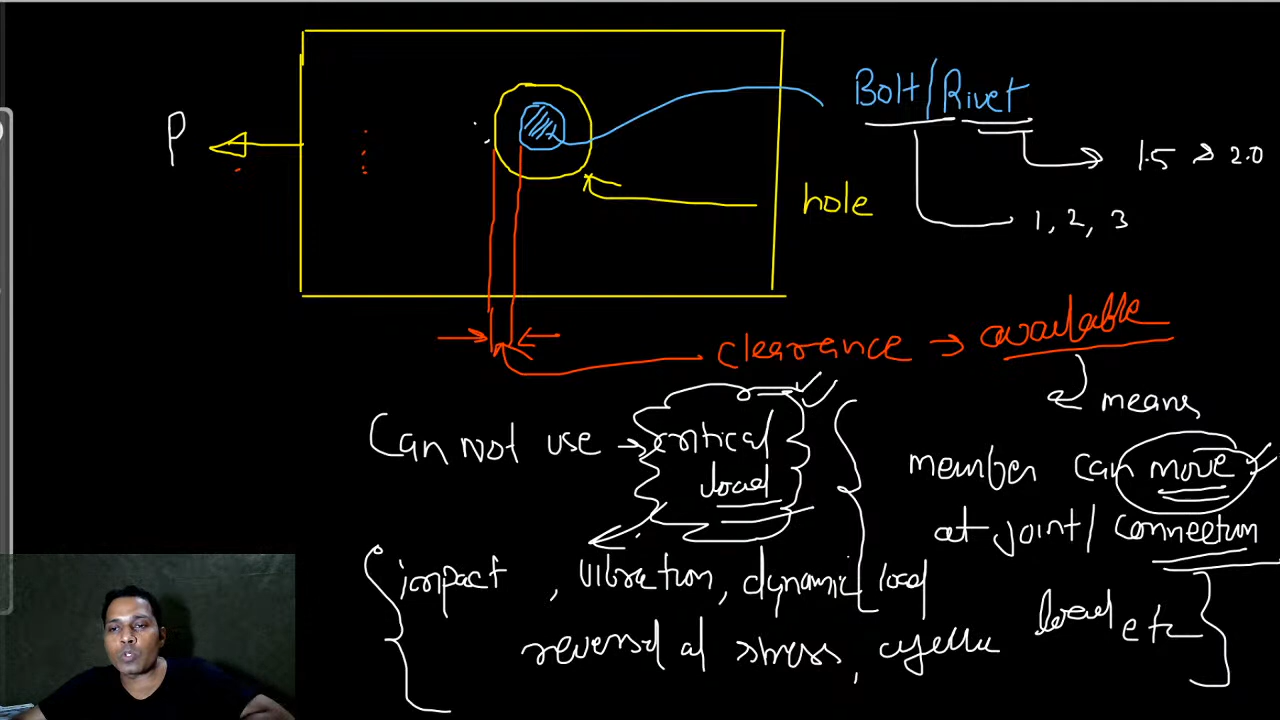 P
Bolt/Rivet
1.5 2.0
hole
1, 2, 3
clearance → available
means
Can not use → critical load
member can move
at joint/connection
impact, vibration, dynamic load
reversal of stress, cyclic load etc